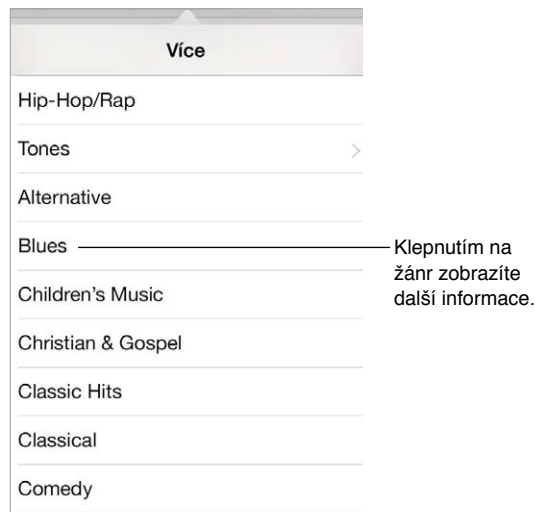 Více
Hip-Hop/Rap
Tones
Alternative
Blues
Klepnutím na
žánr zobrazíte
další informace.
Children's Music
Christian & Gospel
Classic Hits
Classical
Comedy